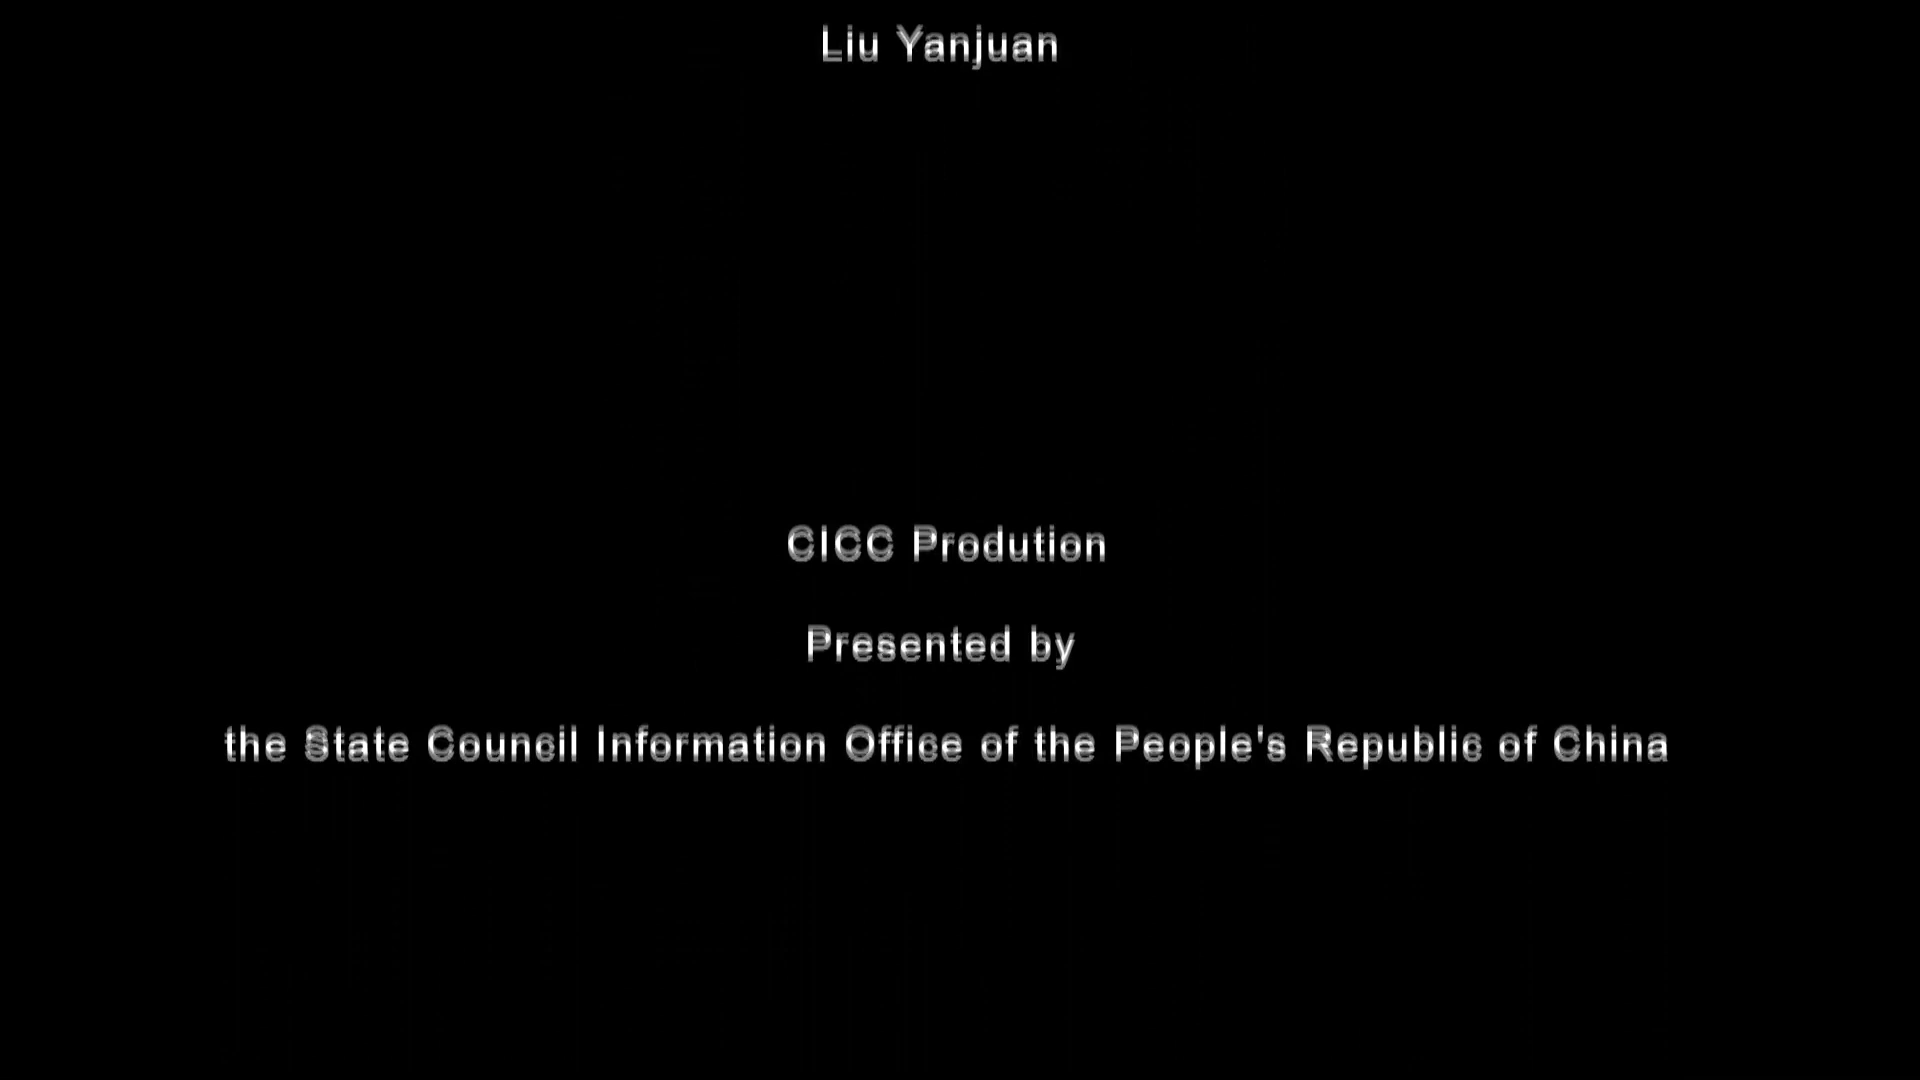 Liu Yanjuan
CICC Prodution
Presented by
the State Council Information Office of the People's Republic of China